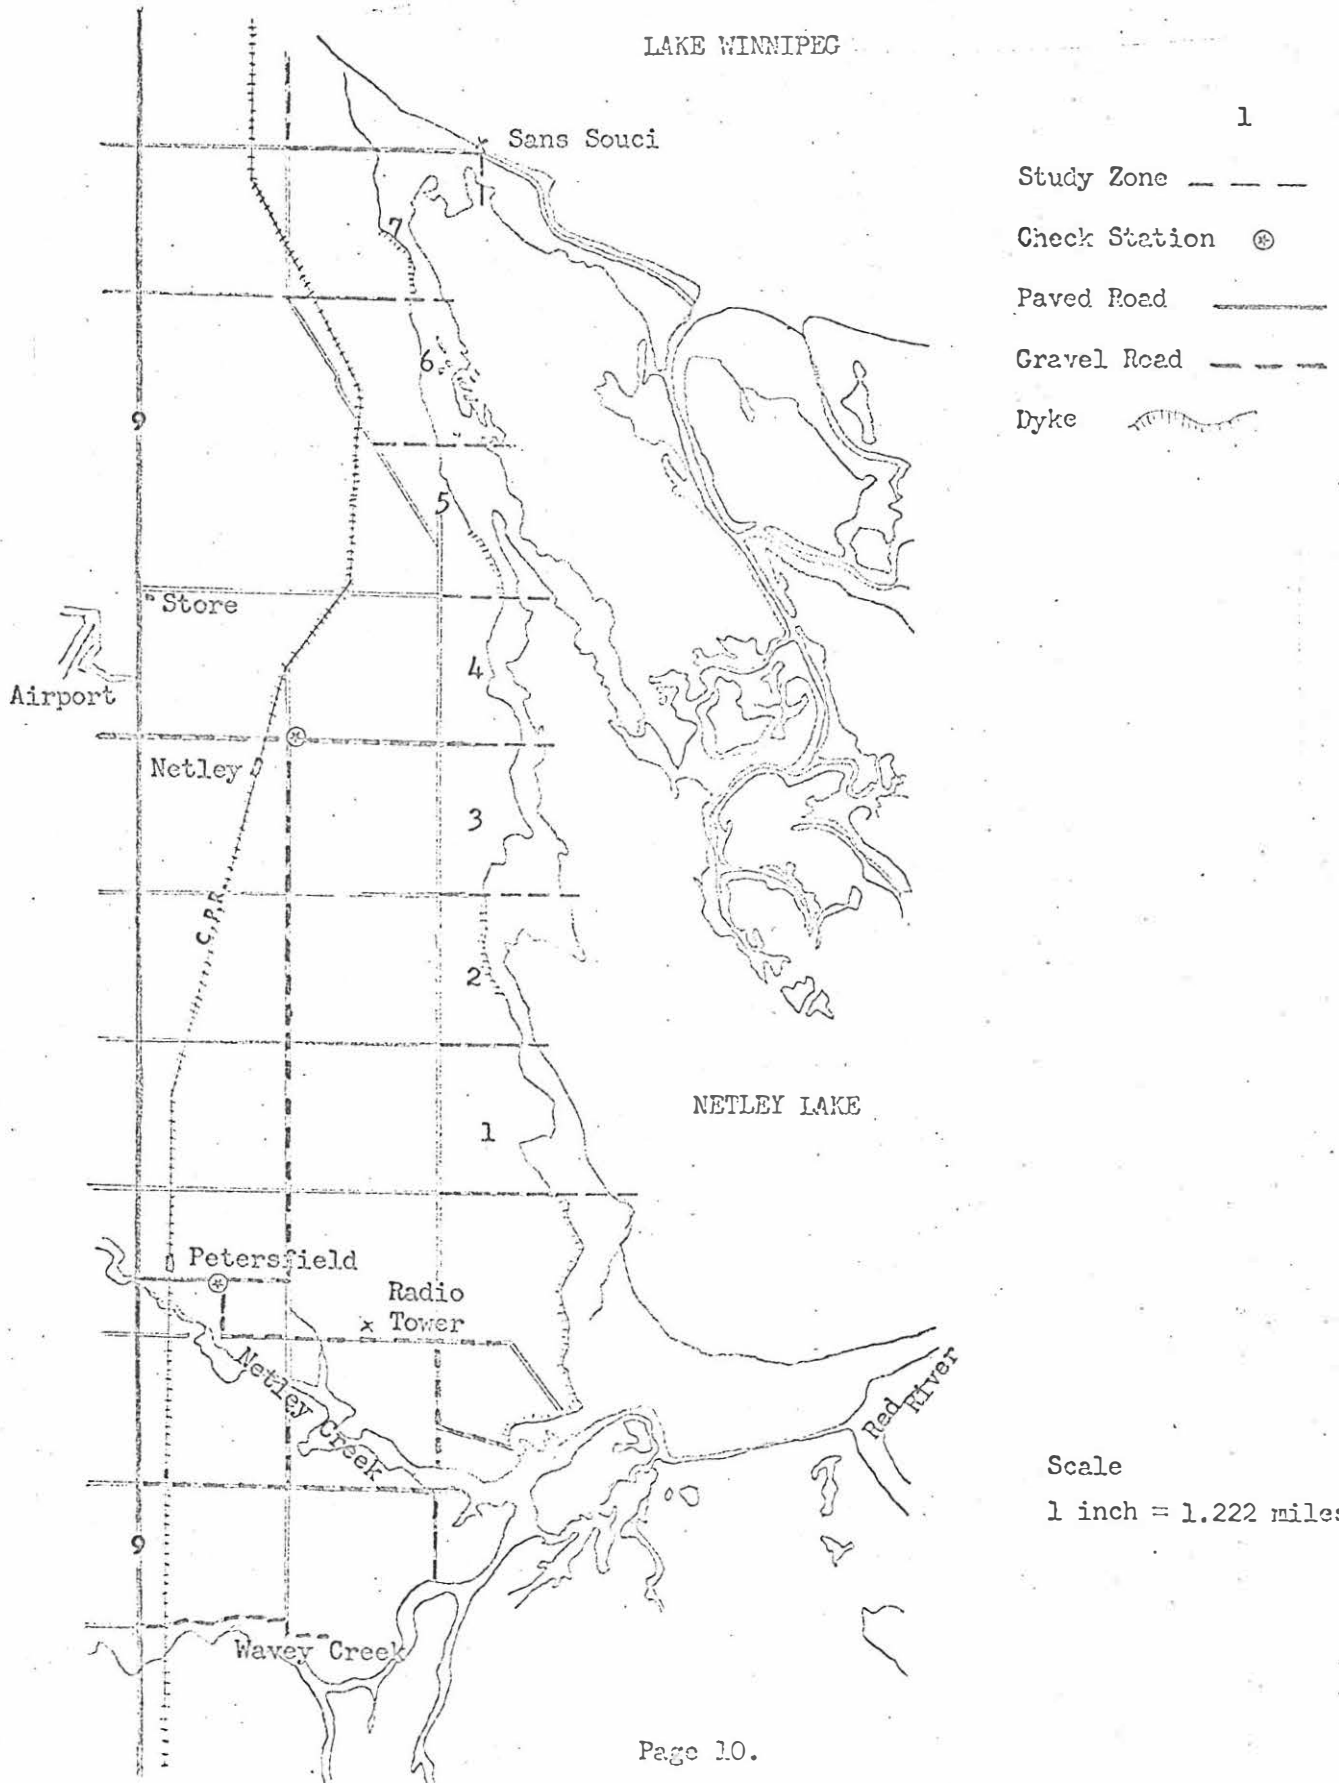 LAKE WINNIPEG
1
Sans Souci
Study Zone
Check Station
7
Paved Road
6
Gravel Road
9
Dyke
5
Store
4
Airport
Netley
3
C.P.R.
2
NETLEY LAKE
1
Petersfield
Radio
Tower
Netley Creek
Red River
Scale
1 inch = 1.222 miles
9
Wavey Creek
Page 10.